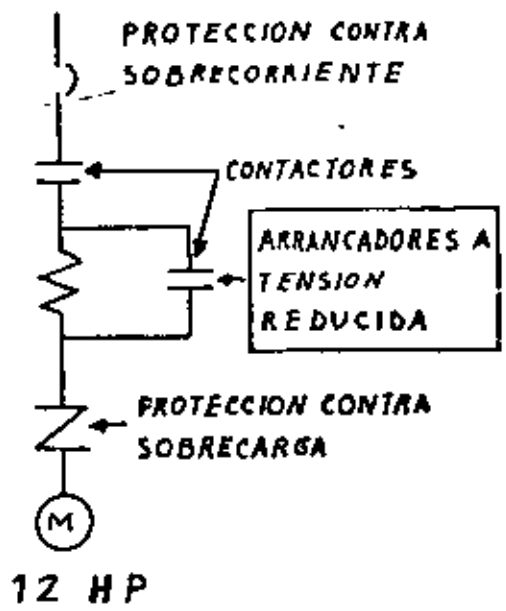 PROTECCION CONTRA
SOBRECORRIENTE
CONTACTORES
ARRANCADORES A
TENSION
REDUCIDA
PROTECCION CONTRA
SOBRECARGA
M
12 HP